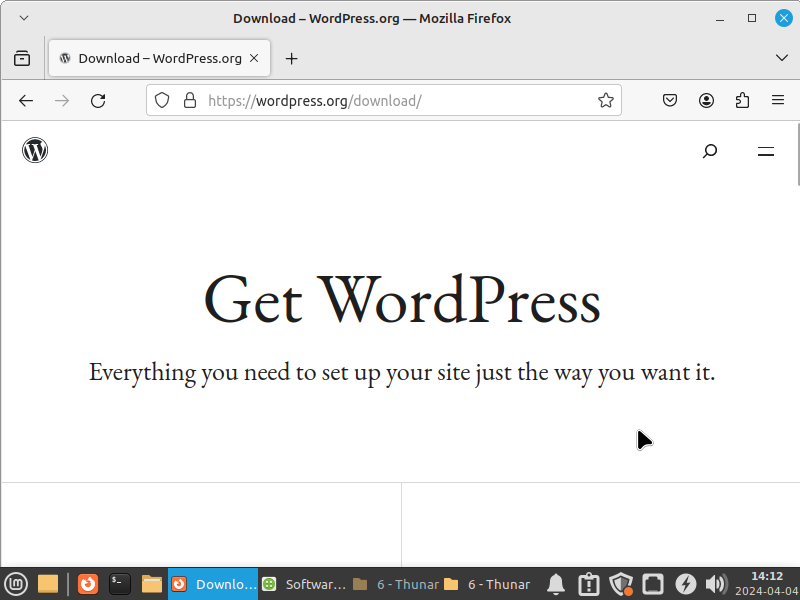 Download – WordPress.org — Mozilla Firefox
Download – WordPress.org
https://wordpress.org/download/
Get WordPress
Everything you need to set up your site just the way you want it.
Downlo...
Softwar...
6 - Thunar
6 - Thunar
14:12
2024-04-04